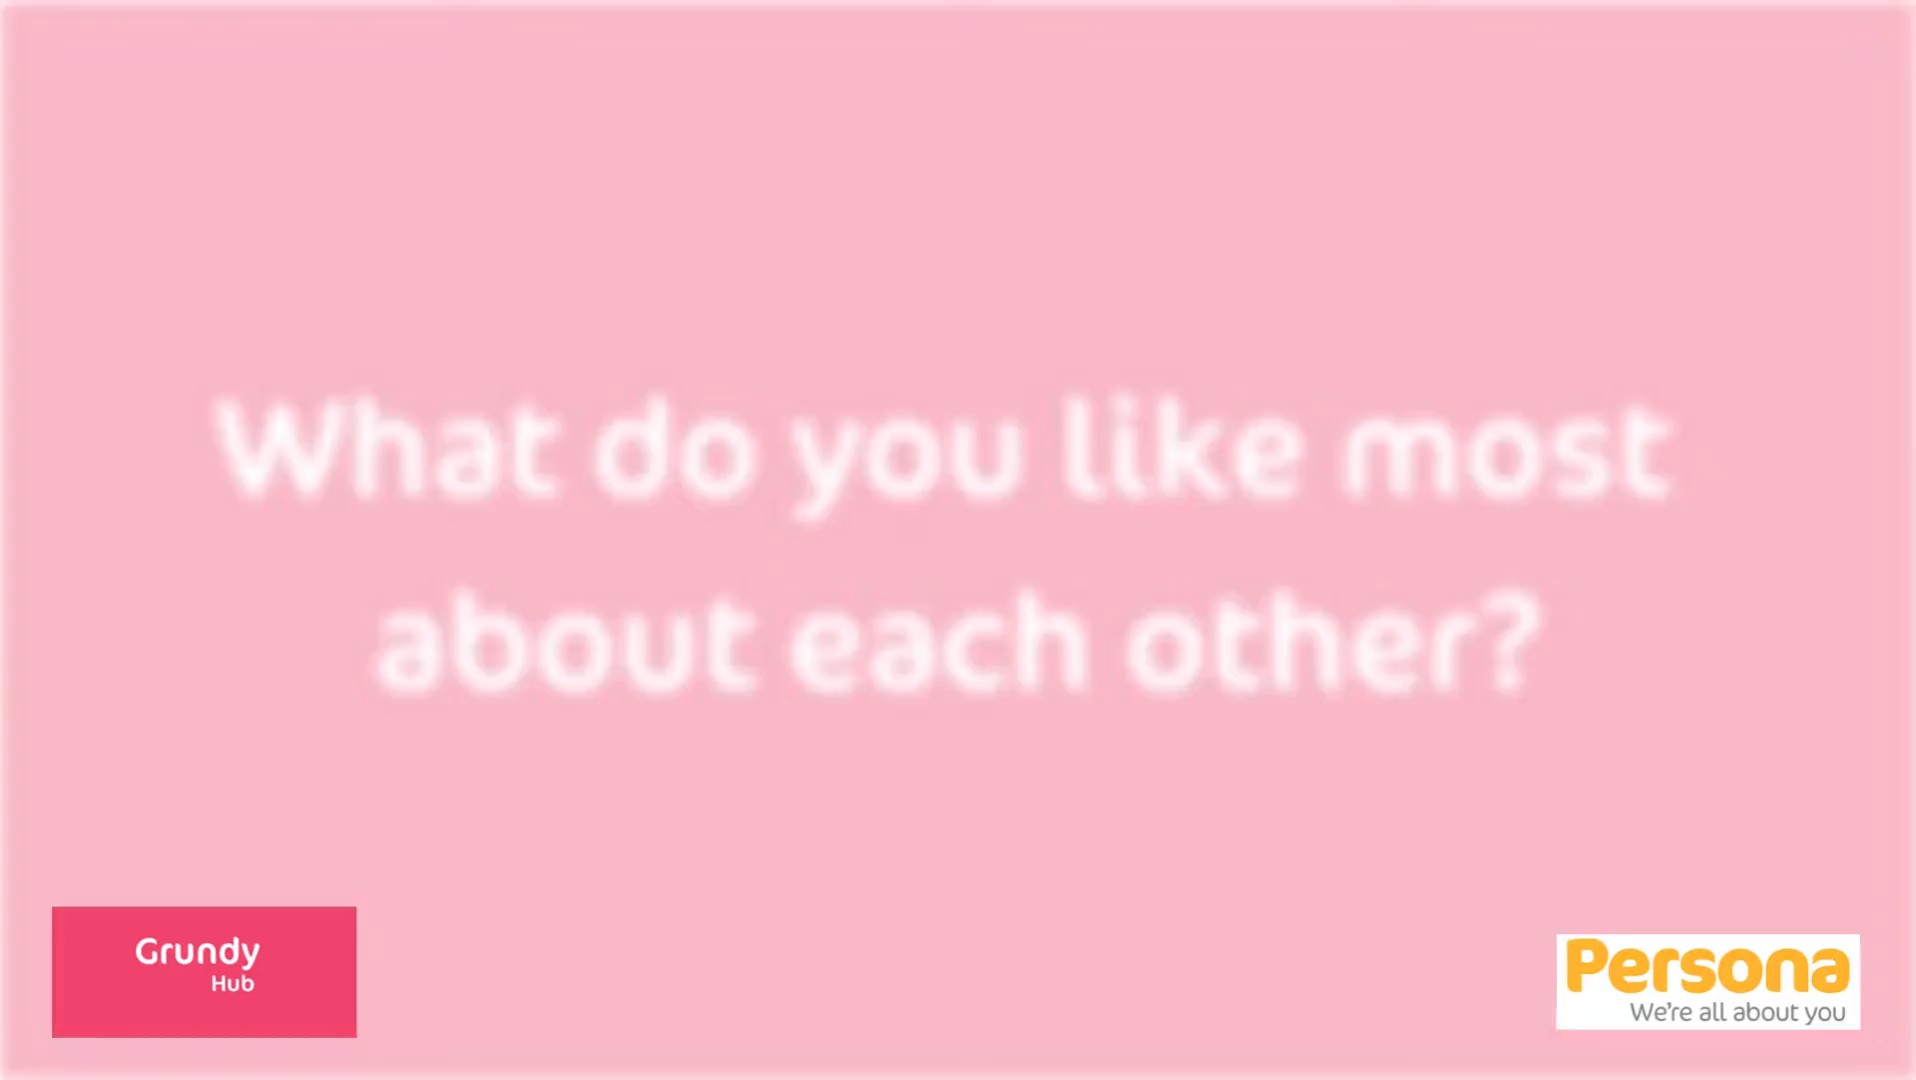 What do you like most
about each other?
Grundy
Hub
Persona
We're all about you